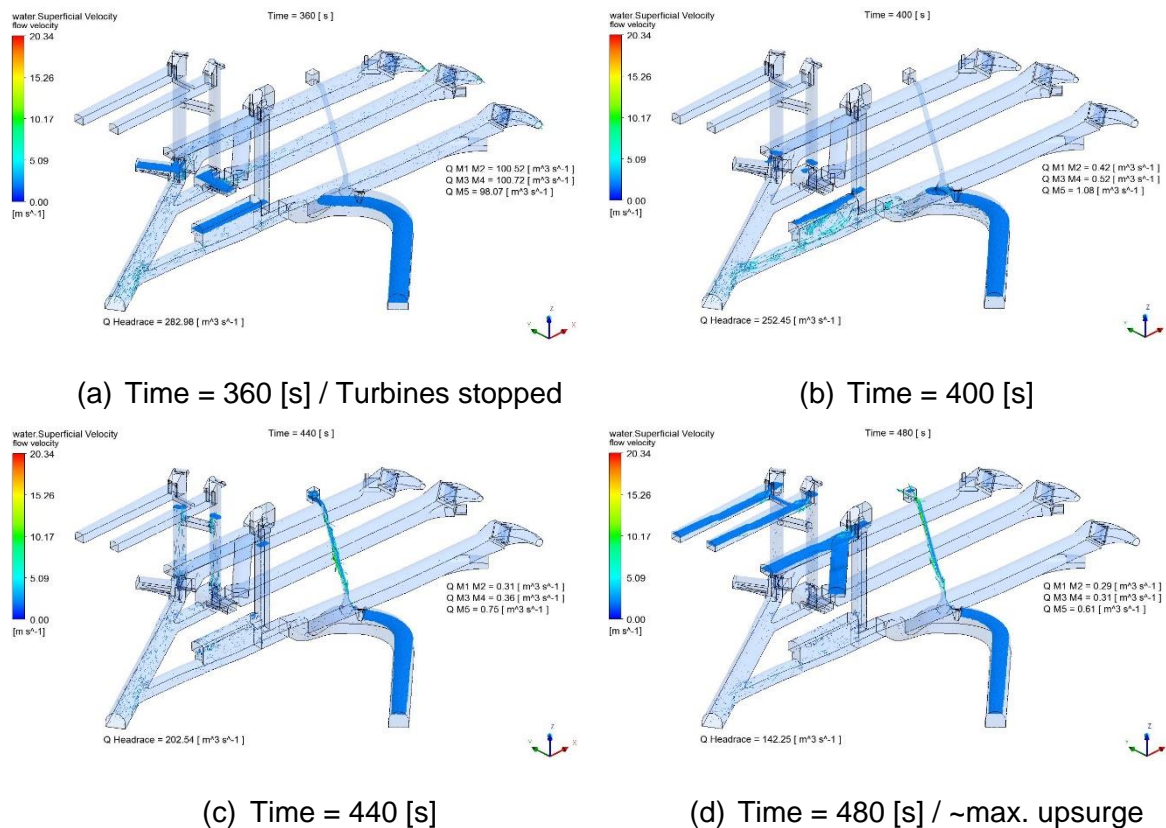 water.Superficial Velocity
flow velocity
Time = 360 [ s ]
20.34
15.26
10.17
5.09
0.00
[m s^-1]
Q M1 M2 = 100.52 [ m^3 s^-1 ]
Q M3 M4 = 100.72 [ m^3 s^-1 ]
Q M5 = 98.07 [ m^3 s^-1 ]
Q Headrace = 282.98 [ m^3 s^-1 ]
Z
Y
X
(a) Time = 360 [s] / Turbines stopped
water.Superficial Velocity
flow velocity
Time = 400 [ s ]
20.34
15.26
10.17
5.09
0.00
[m s^-1]
Q M1 M2 = 0.42 [ m^3 s^-1 ]
Q M3 M4 = 0.52 [ m^3 s^-1 ]
Q M5 = 1.08 [ m^3 s^-1 ]
Q Headrace = 252.45 [ m^3 s^-1 ]
Z
Y
X
(b) Time = 400 [s]
water.Superficial Velocity
flow velocity
Time = 440 [ s ]
20.34
15.26
10.17
5.09
0.00
[m s^-1]
Q M1 M2 = 0.31 [ m^3 s^-1 ]
Q M3 M4 = 0.36 [ m^3 s^-1 ]
Q M5 = 0.75 [ m^3 s^-1 ]
Q Headrace = 202.54 [ m^3 s^-1 ]
Z
Y
X
(c) Time = 440 [s]
water.Superficial Velocity
flow velocity
Time = 480 [ s ]
20.34
15.26
10.17
5.09
0.00
[m s^-1]
Q M1 M2 = 0.29 [ m^3 s^-1 ]
Q M3 M4 = 0.31 [ m^3 s^-1 ]
Q M5 = 0.61 [ m^3 s^-1 ]
Q Headrace = 142.25 [ m^3 s^-1 ]
Z
Y
X
(d) Time = 480 [s] / ~max. upsurge